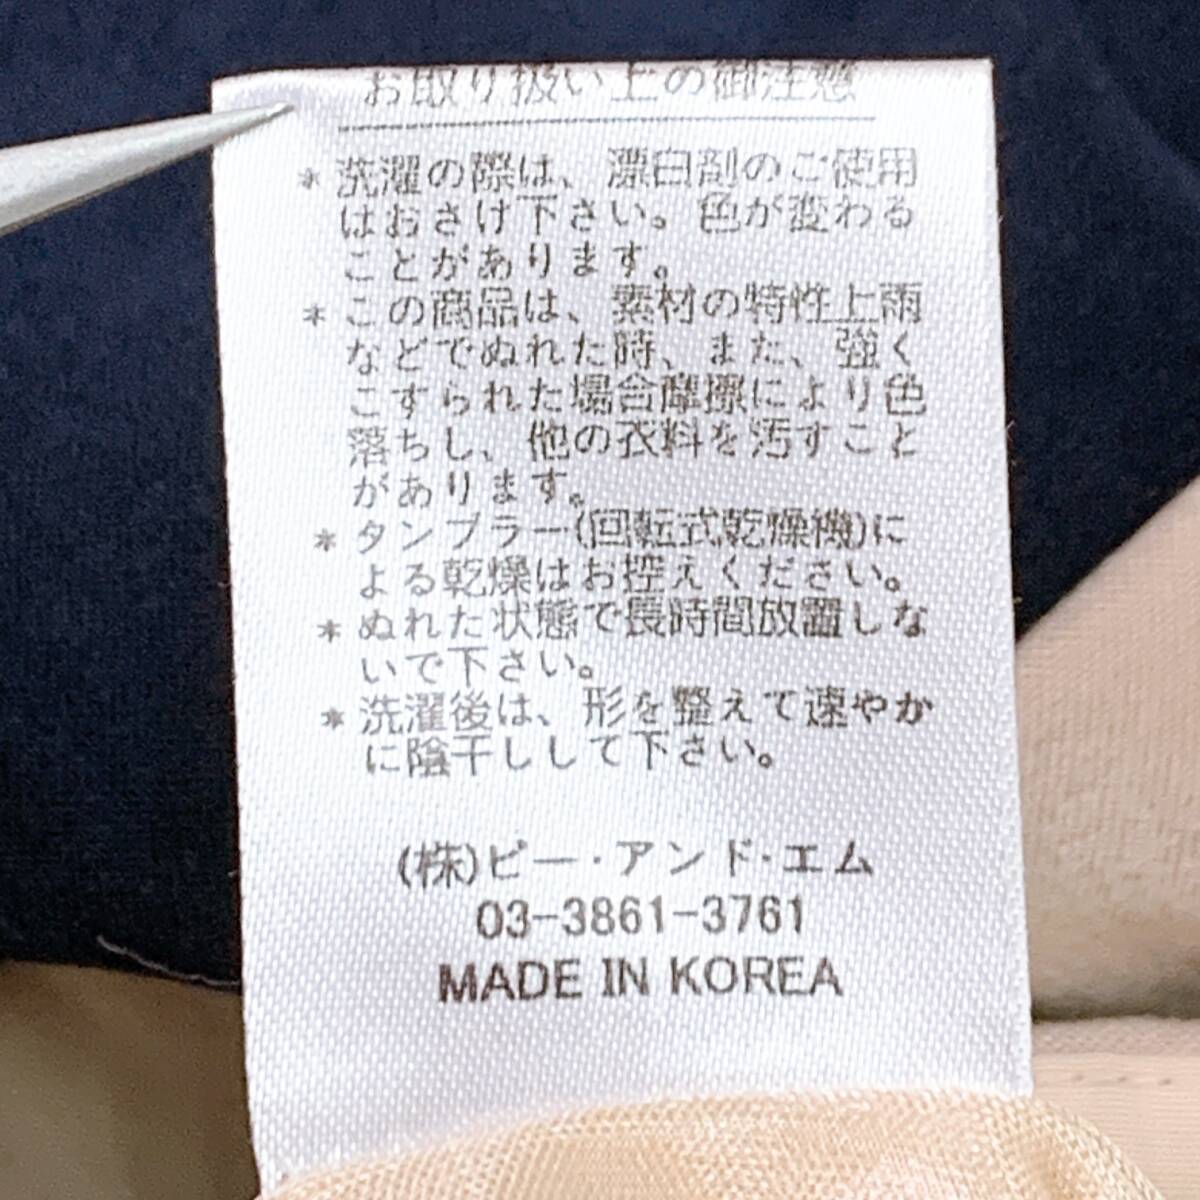 お取り扱い上の御注意
* 洗濯の際は、漂白剤のご使用
はおさけ下さい。色が変わる
ことがあります。
* この商品は、素材の特性上雨
などでぬれた時、また、強く
こすられた場合摩擦により色
落ちし、他の衣料を汚すこと
があります。
* タンブラー(回転式乾燥機)に
よる乾燥はお控えください。
* ぬれた状態で長時間放置しな
いで下さい。
* 洗濯後は、形を整えて速やか
に陰干しして下さい。
(株)ピー・アンド・エム
03-3861-3761
MADE IN KOREA